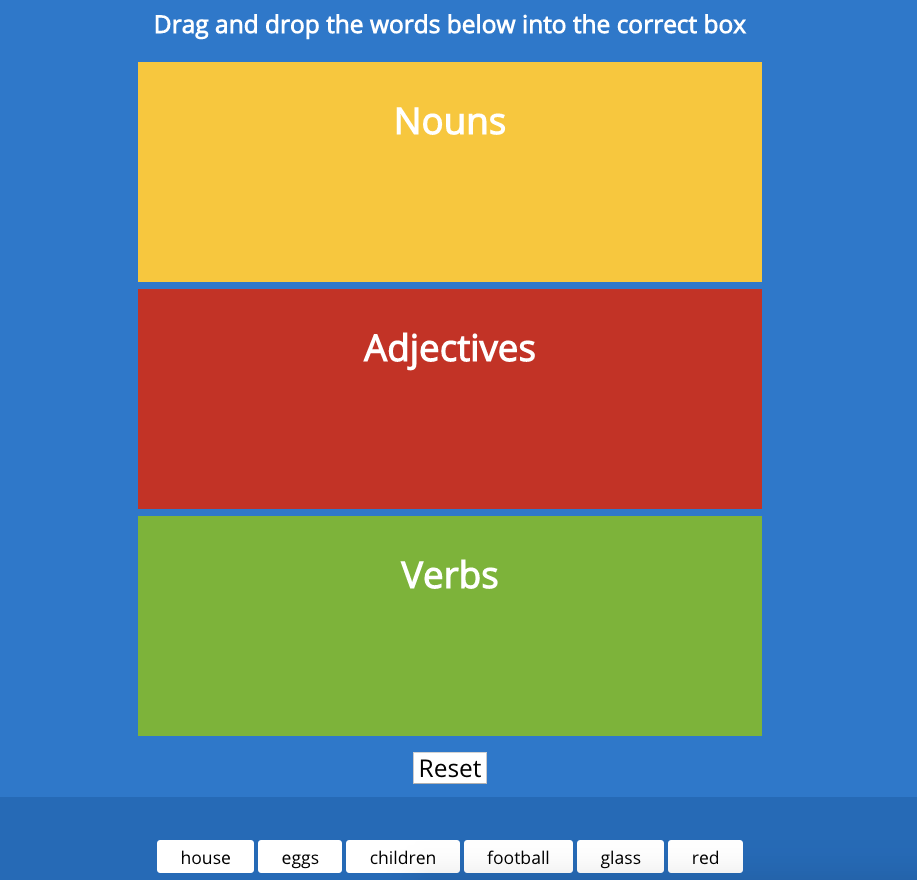 Drag and drop the words below into the correct box
Nouns
Adjectives
Verbs
Reset
house eggs children football glass red